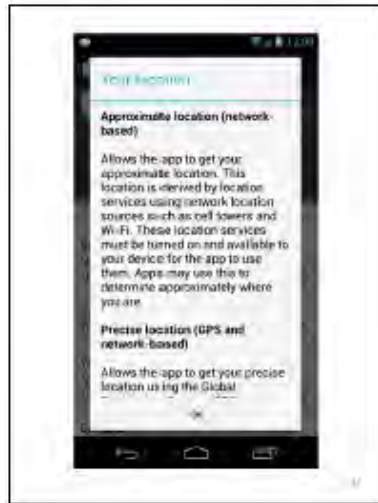 12:00
Your location
Approximate location (network-
based)
Allows the app to get your
approximate location. This
location is derived by location
services using network location
sources such as cell towers and
Wi-Fi. These location services
must be turned on and available to
your device for the app to use
them. Apps may use this to
determine approximately where
you are.
Precise location (GPS and
network-based)
Allows the app to get your precise
location using the Global
OK